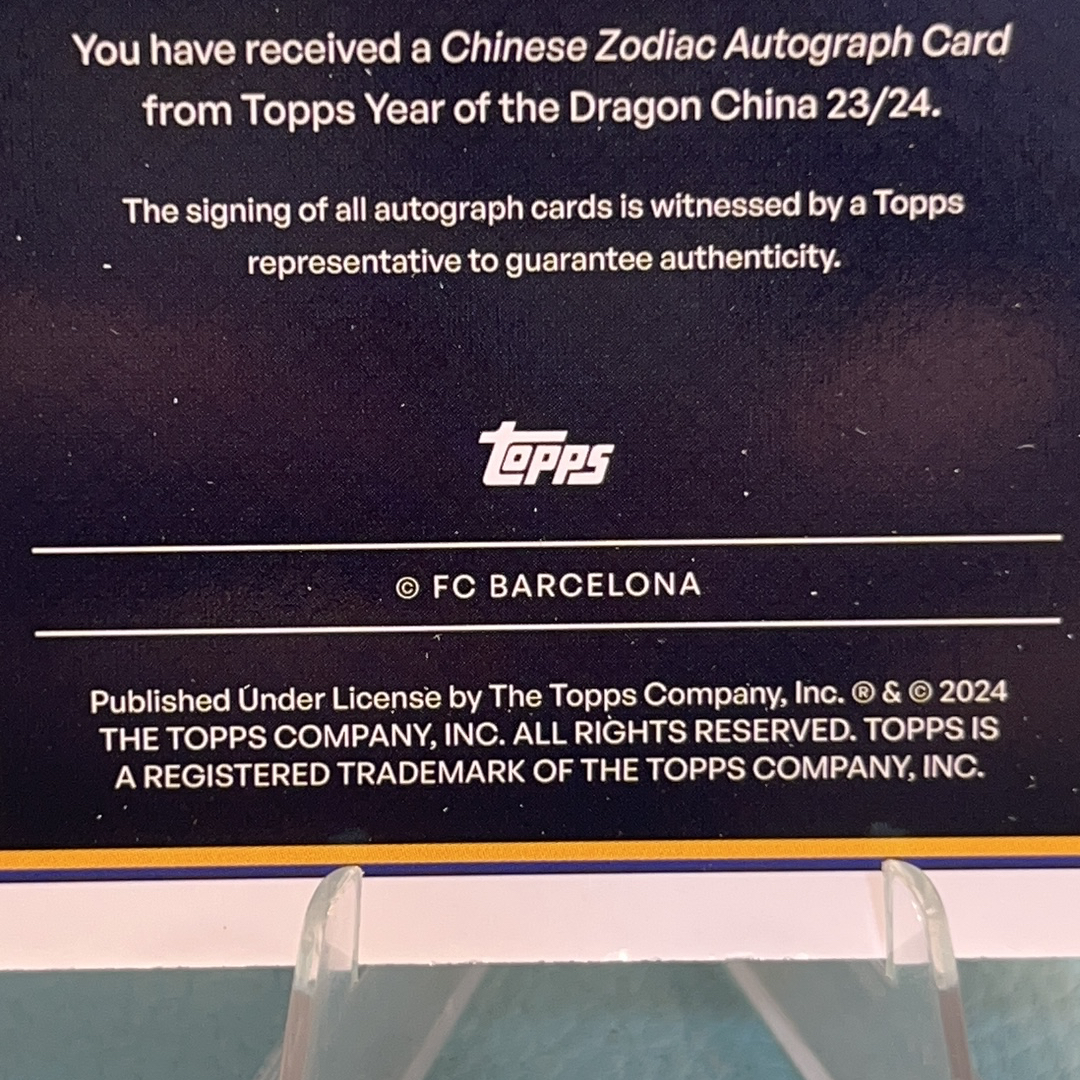 You have received a Chinese Zodiac Autograph Card
from Topps Year of the Dragon China 23/24.
The signing of all autograph cards is witnessed by a Topps
representative to guarantee authenticity.
Topps
© FC BARCELONA
Published Under License by The Topps Company, Inc. ® & © 2024
THE TOPPS COMPANY, INC. ALL RIGHTS RESERVED. TOPPS IS
A REGISTERED TRADEMARK OF THE TOPPS COMPANY, INC.